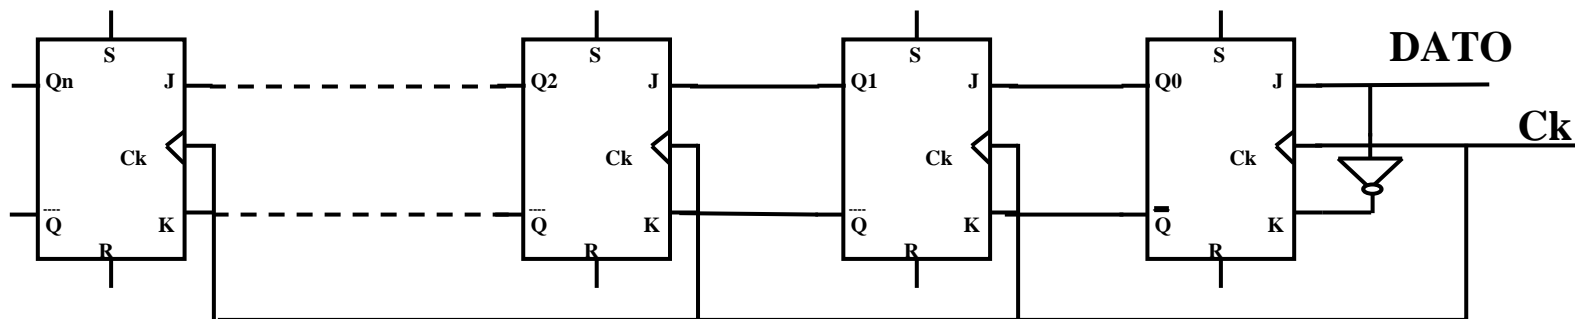 DATO
S S S S
Qn J Q2 J Q1 J Q0 J
Ck
Ck Ck Ck Ck
Q̅ K Q̅ K Q̅ K Q̅ K
R R R R